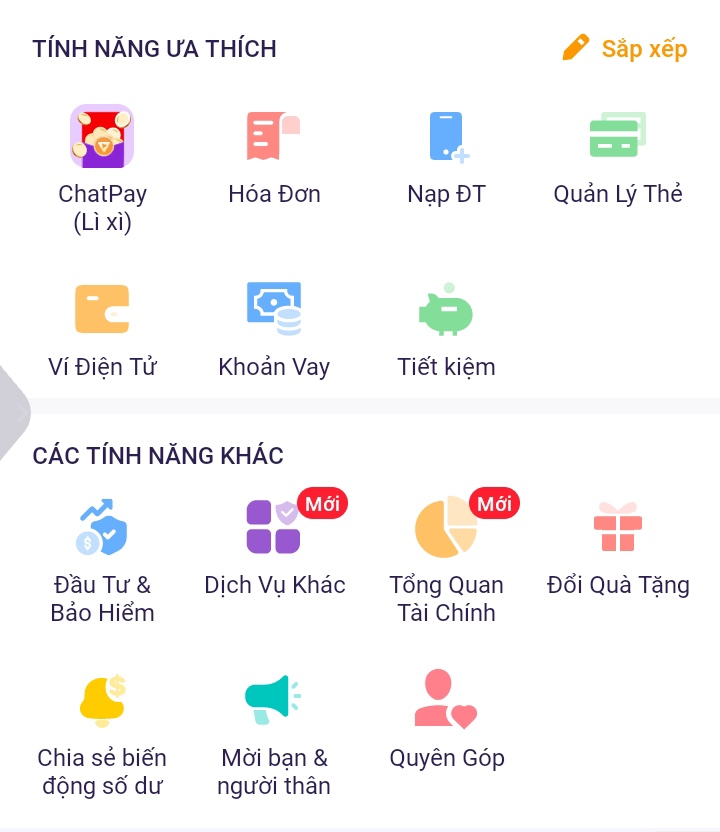 TÍNH NĂNG ƯA THÍCH
Sắp xếp
ChatPay
(Lì xì)
Hóa Đơn
Nạp ĐT
Quản Lý Thẻ
Ví Điện Tử
Khoản Vay
Tiết kiệm
CÁC TÍNH NĂNG KHÁC
Mới
Mới
Đầu Tư &
Bảo Hiểm
Dịch Vụ Khác
Tổng Quan
Tài Chính
Đổi Quà Tặng
Chia sẻ biến
động số dư
Mời bạn &
người thân
Quyên Góp